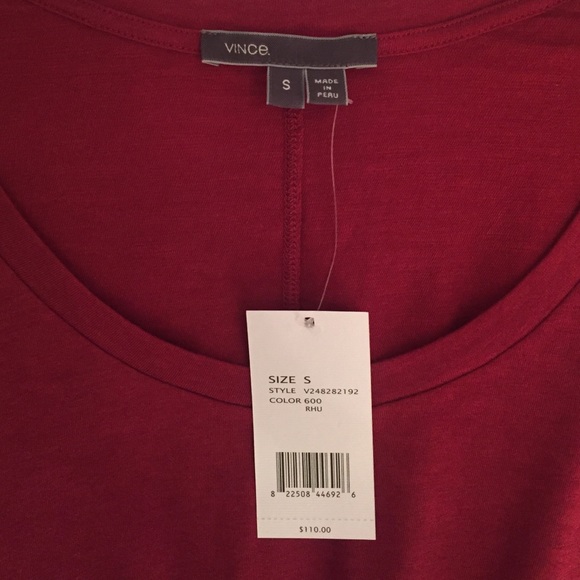 VINCE.
S
MADE
IN
PERU
SIZE S
STYLE V248282192
COLOR 600
RHU
8 22508 44692 6
$110.00